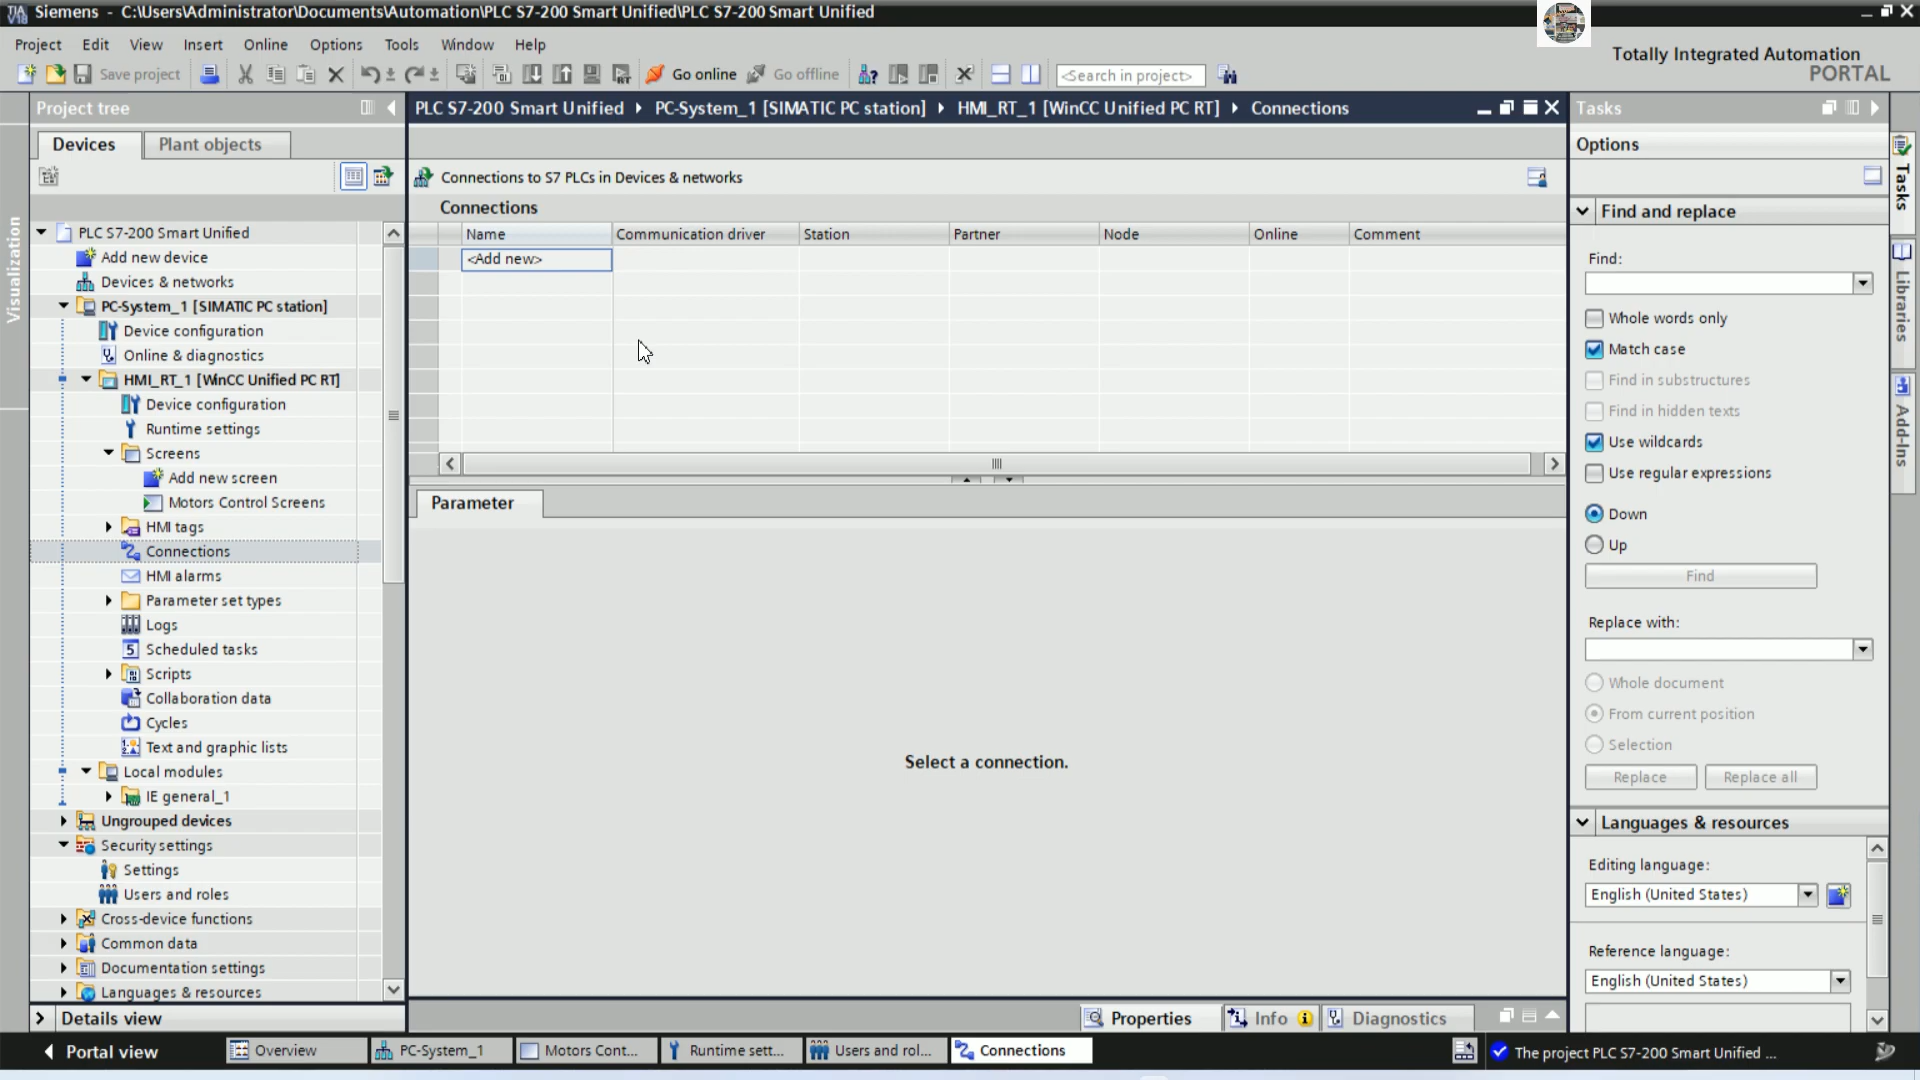 Siemens - C:\Users\Administrator\Documents\Automation\PLC S7-200 Smart Unified\PLC S7-200 Smart Unified
Project Edit View Insert Online Options Tools Window Help
Totally Integrated Automation
PORTAL
Save project
Go online
Go offline
<Search in project>
Project tree
PLC S7-200 Smart Unified
PC-System_1 [SIMATIC PC station]
HMI_RT_1 [WinCC Unified PC RT]
Connections
Tasks
Devices
Plant objects
Options
Connections to S7 PLCs in Devices & networks
Visualization
PLC S7-200 Smart Unified
Add new device
Devices & networks
PC-System_1 [SIMATIC PC station]
Device configuration
Online & diagnostics
HMI_RT_1 [WinCC Unified PC RT]
Device configuration
Runtime settings
Screens
Add new screen
Motors Control Screens
HMI tags
Connections
HMI alarms
Parameter set types
Logs
Scheduled tasks
Scripts
Collaboration data
Cycles
Text and graphic lists
Local modules
IE general_1
Ungrouped devices
Security settings
Settings
Users and roles
Cross-device functions
Common data
Documentation settings
Languages & resources
Details view
Connections
Name Communication driver Station Partner Node Online Comment
<Add new>
Parameter
Select a connection.
Properties
Info
Diagnostics
Find and replace
Find:
Whole words only
Match case
Find in substructures
Find in hidden texts
Use wildcards
Use regular expressions
Down
Up
Find
Replace with:
Whole document
From current position
Selection
Replace
Replace all
Languages & resources
Editing language:
English (United States)
Reference language:
English (United States)
Tasks
Libraries
Add-Ins
Portal view
Overview
PC-System_1
Motors Cont...
Runtime sett...
Users and rol...
Connections
The project PLC S7-200 Smart Unified ...